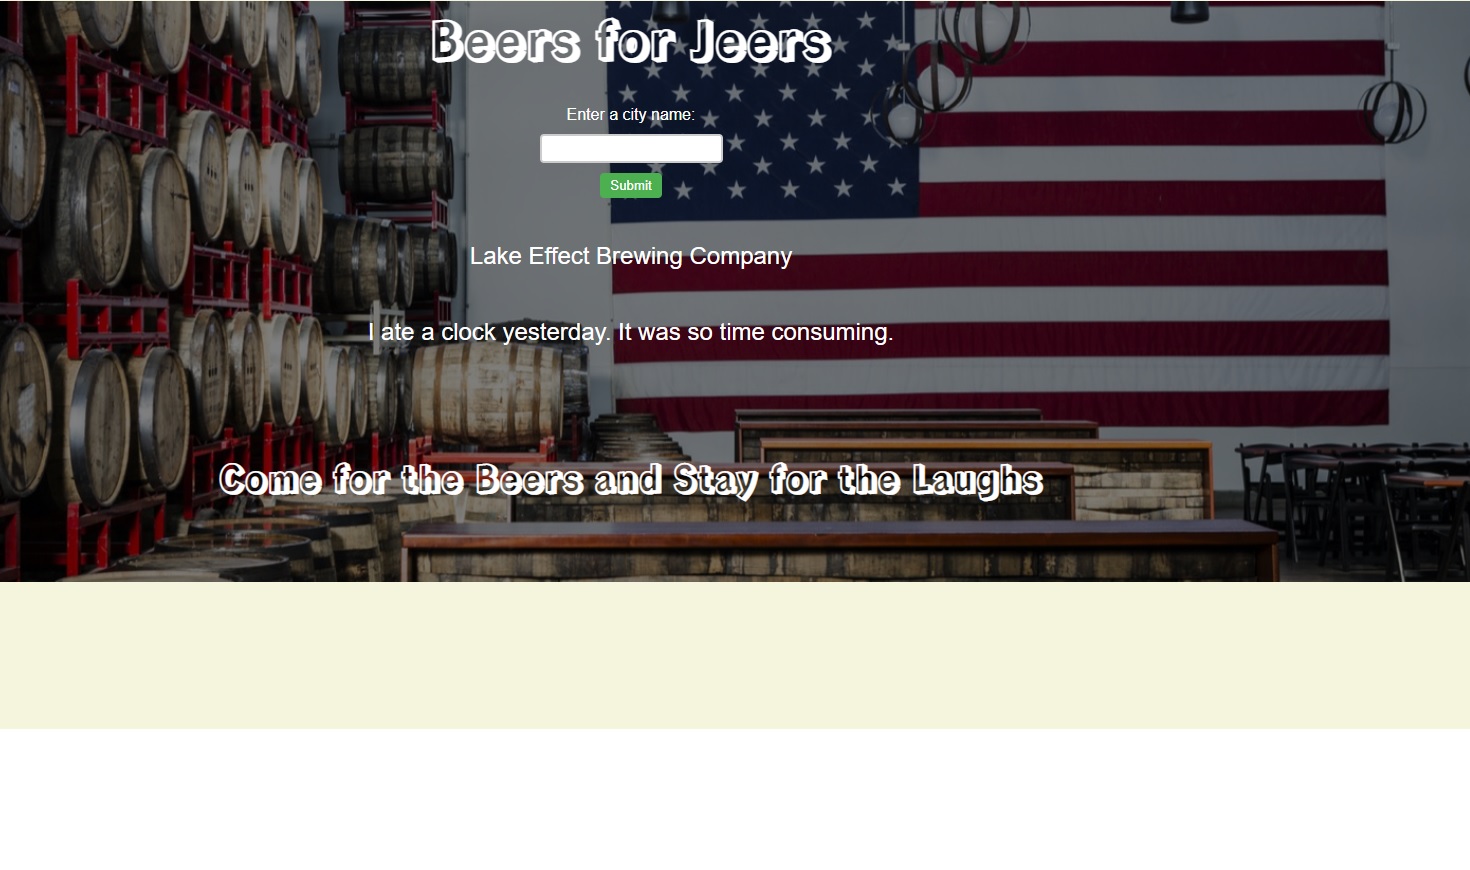 Beers for Jeers
Enter a city name:
Submit
Lake Effect Brewing Company
I ate a clock yesterday. It was so time consuming.
Come for the Beers and Stay for the Laughs